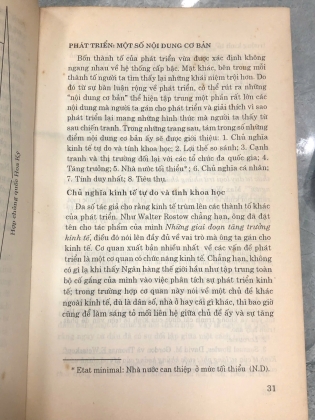 PHÁT TRIỂN: MỘT SỐ NỘI DUNG CƠ BẢN
Bốn thành tố của phát triển vừa được xác định không
ngang nhau về hệ thống cấp bậc. Mặt khác, bên trong mỗi
thành tố người ta tìm thấy lại những khái niệm trội hơn. Do
đó từ sự bàn luận rộng về phát triển, có thể rút ra những
"nội dung cơ bản" thể hiện tập trung một phần rất lớn các
nội dung mà người ta gán cho phát triển và giải thích vì sao
phát triển lại mang những hình thức mà người ta thấy từ
sau chiến tranh. Trong những trang sau, tám trong số những
điểm nổi dung cơ bản ấy sẽ được giới thiệu: 1. Chủ nghĩa
kinh tế tự do và tính khoa học; 2. Lợi thế so sánh; 3. Cạnh
tranh và thị trường đối lại với các tổ chức đa quốc gia; 4.
Tăng trưởng; 5. Nhà nước tối thiểu*; 6. Chủ nghĩa cá nhân;
7. Tính duy nhất; 8. Tiêu thụ.
Chủ nghĩa kinh tế tự do và tính khoa học
Đa số tác giả cho rằng kinh tế trùm lên các thành tố khác
của phát triển. Như Walter Rostow chẳng hạn, ông đã đặt
tên cho tác phẩm của mình Những giai đoạn tăng trưởng
kinh tế, điều đó nói lên đầy đủ về vai trò mà ông ta gán cho
kinh tế. Cơ quan xuất bản nhiều nhất về các vấn đề phát
triển là một cơ quan có chức năng kinh tế. Chẳng hạn, không
có gì lạ khi thấy Ngân hàng thế giới hầu như tập trung toàn
bộ cố gắng của mình vào việc phân tích sự phát triển kinh
tế; trong trường hợp cơ quan này nói về một chủ đề khác
ngoài kinh tế, dù là dân số, nhà ở hay cái gì khác, thì bao giờ
cũng để làm sáng tỏ mối liên hệ giữa chủ đề ấy và sự tăng
* Etat minimal: Nhà nước can thiệp ở mức tối thiểu (N.D).
31
Hợp chúng quốc Hoa Kỳ